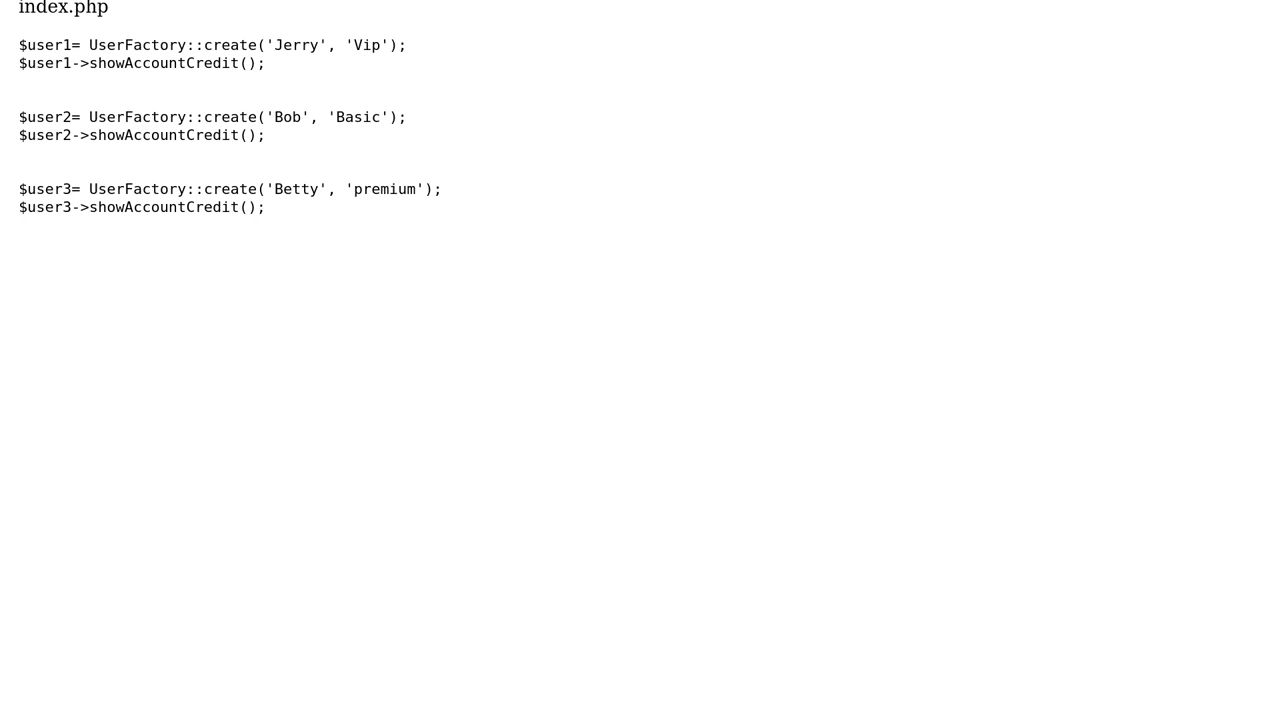 index.php
$user1= UserFactory::create('Jerry', 'Vip');
$user1->showAccountCredit();
$user2= UserFactory::create('Bob', 'Basic');
$user2->showAccountCredit();
$user3= UserFactory::create('Betty', 'premium');
$user3->showAccountCredit();